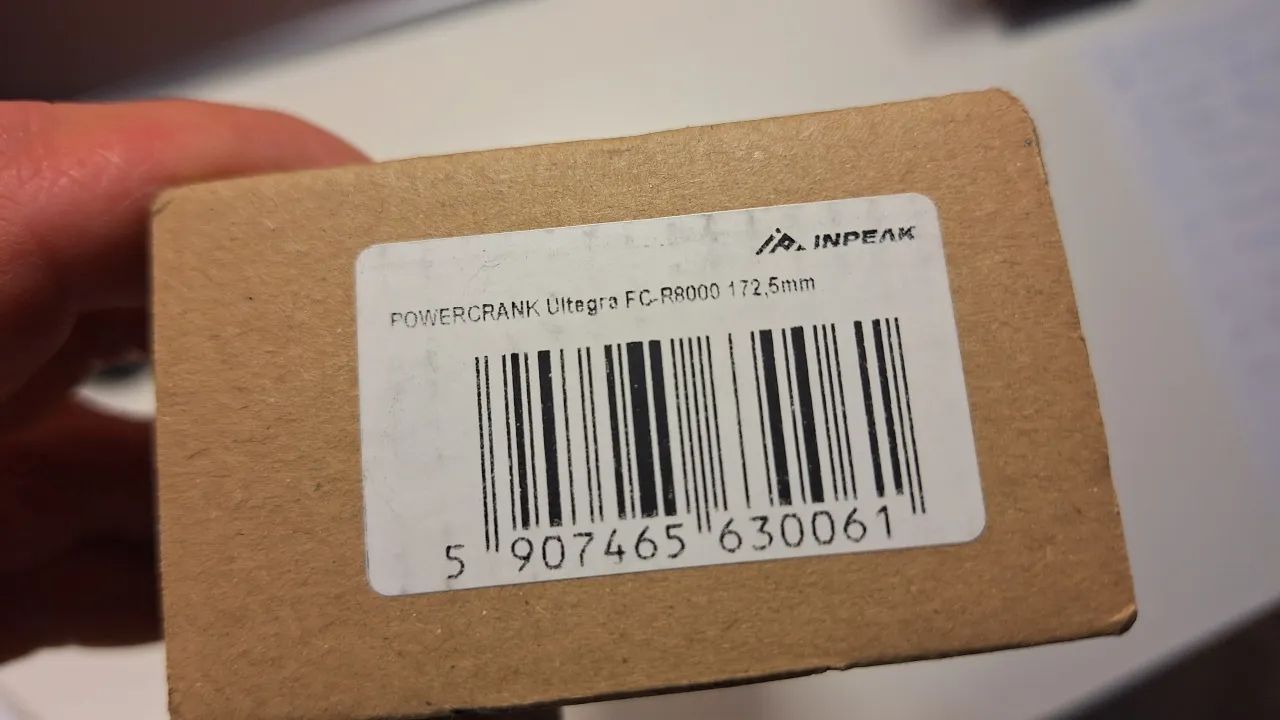 INPEAK
POWERCRANK Ultegra FC-R8000 172,5mm
5 907465 630061